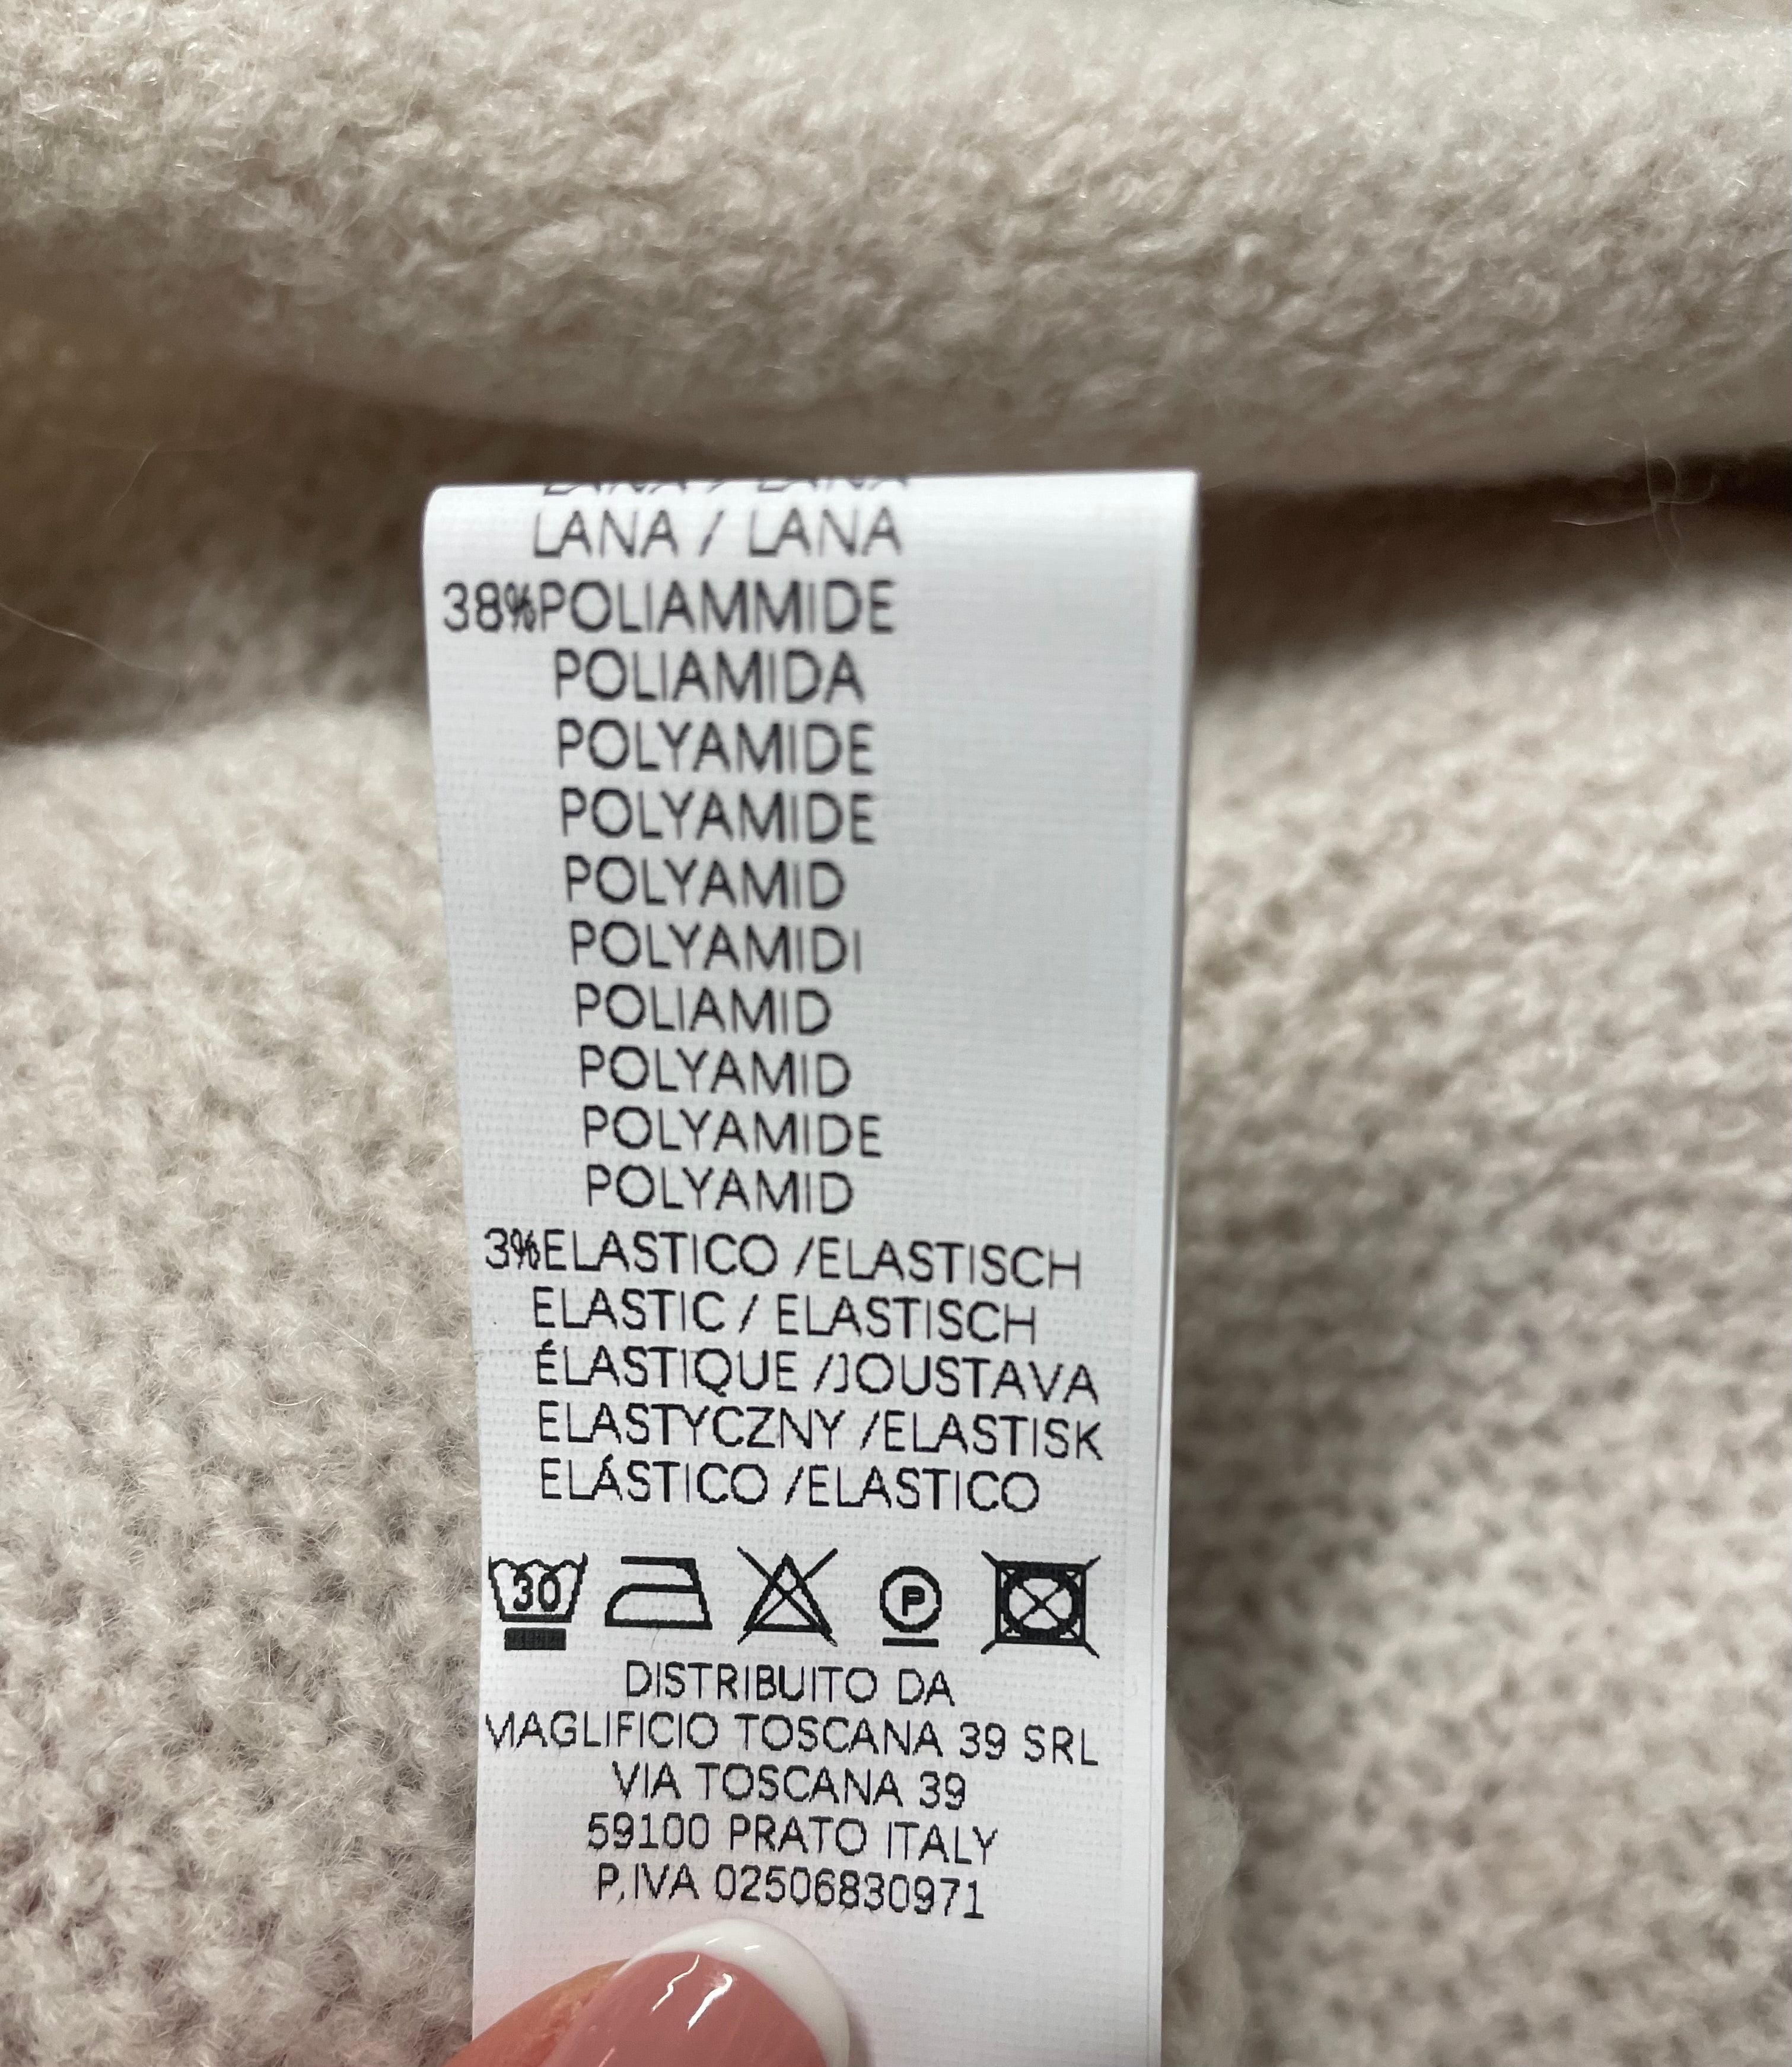 LANA / LANA
LANA / LANA
38%POLIAMMIDE
POLIAMIDA
POLYAMIDE
POLYAMIDE
POLYAMID
POLYAMIDI
POLIAMID
POLYAMID
POLYAMIDE
POLYAMID
3%ELASTICO /ELASTISCH
ELASTIC / ELASTISCH
ÉLASTIQUE /JOUSTAVA
ELASTYCZNY /ELASTISK
ELÁSTICO /ELASTICO
30 P
DISTRIBUITO DA
MAGLIFICIO TOSCANA 39 SRL
VIA TOSCANA 39
59100 PRATO ITALY
P.IVA 02506830971